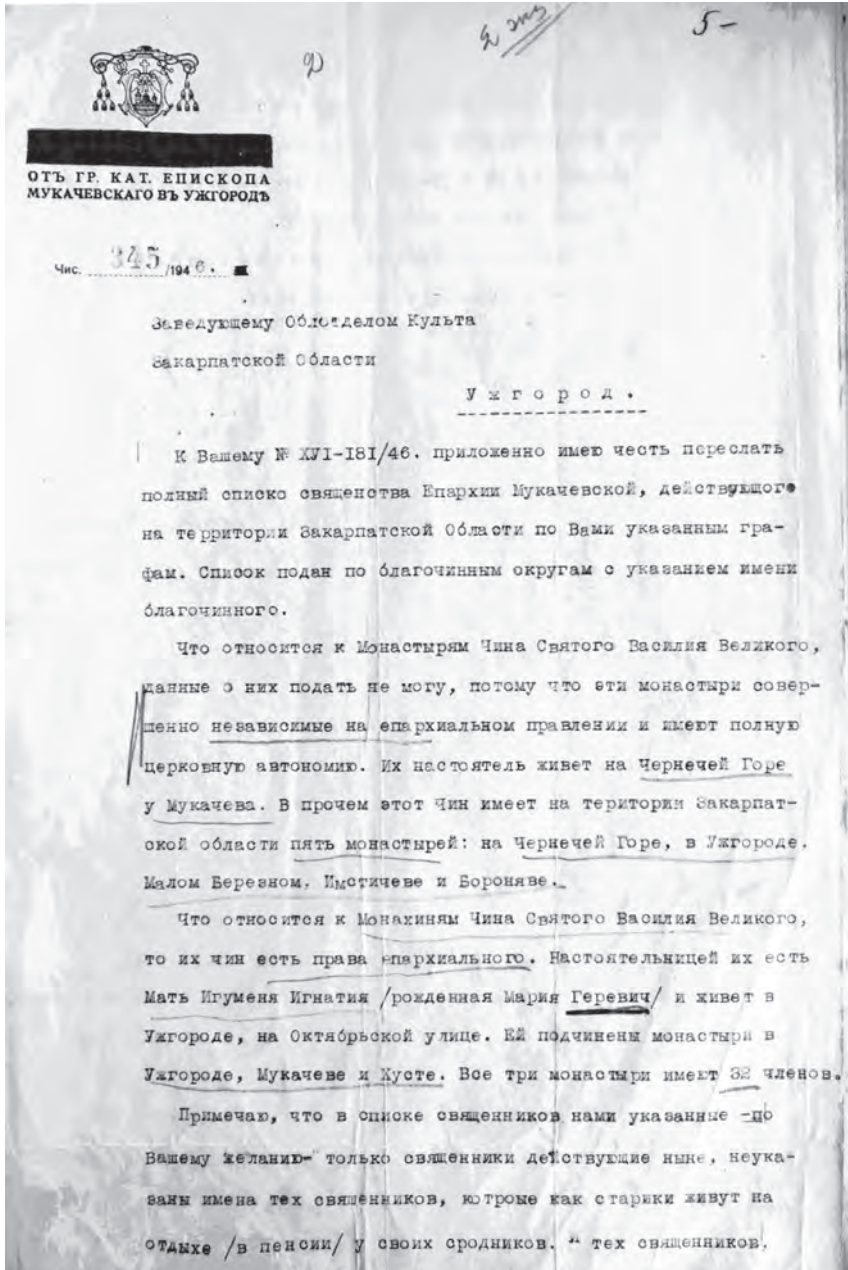 2 экз
5-
ОТЪ ГР. КАТ. ЕПИСКОПА
МУКАЧЕВСКАГО ВЪ УЖГОРОДѢ
Чис. 345 /1946.
Заведующему Облотделом Культа
Закарпатской Области
Ужгород.
К Вашему № ХУІ-181/46. приложенно имею честь переслать
полный списко священства Епархии Мукачевской, действующого
на территории Закарпатской Области по Вами указанным гра-
фам. Список подан по благочинным округам с указанием имени
благочинного.
Что относится к Монастырям Чина Святого Василия Великого,
данные о них подать не могу, потому что эти монастыри совер-
шенно независимые на епархиальном правлении и имеют полную
церковную автономию. Их настоятель живет на Чернечей Горе
у Мукачева. В прочем этот Чин имеет на територии Закарпат-
ской области пять монастырей: на Чернечей Горе, в Ужгороде,
Малом Березном, Имстичеве и Бороняве.
Что относится к Монахиням Чина Святого Василия Великого,
то их чин есть права епархиального. Настоятельницей их есть
Мать Игуменя Игнатия /рожденная Мария Геревич/ и живет в
Ужгороде, на Октябрьской улице. Ей подчинены монастыри в
Ужгороде, Мукачеве и Хусте. Все три монастыри имеют 32 членов.
Примечаю, что в списке священников нами указанные -по
Вашему желанию- только священники действующие ныне, неука-
заны имена тех священников, котроые как старики живут на
отдыхе /в пенсии/ у своих сродников. тех священников,